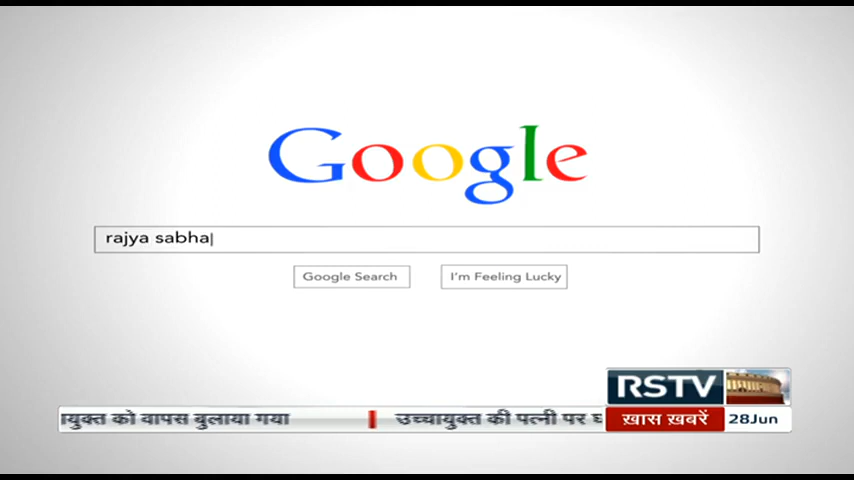 Google
rajya sabha
Google Search
I'm Feeling Lucky
RSTV
को वापस बुलाया गया
उच्चायुक्त की पत्नी पर
ख़ास ख़बरें
28Jun